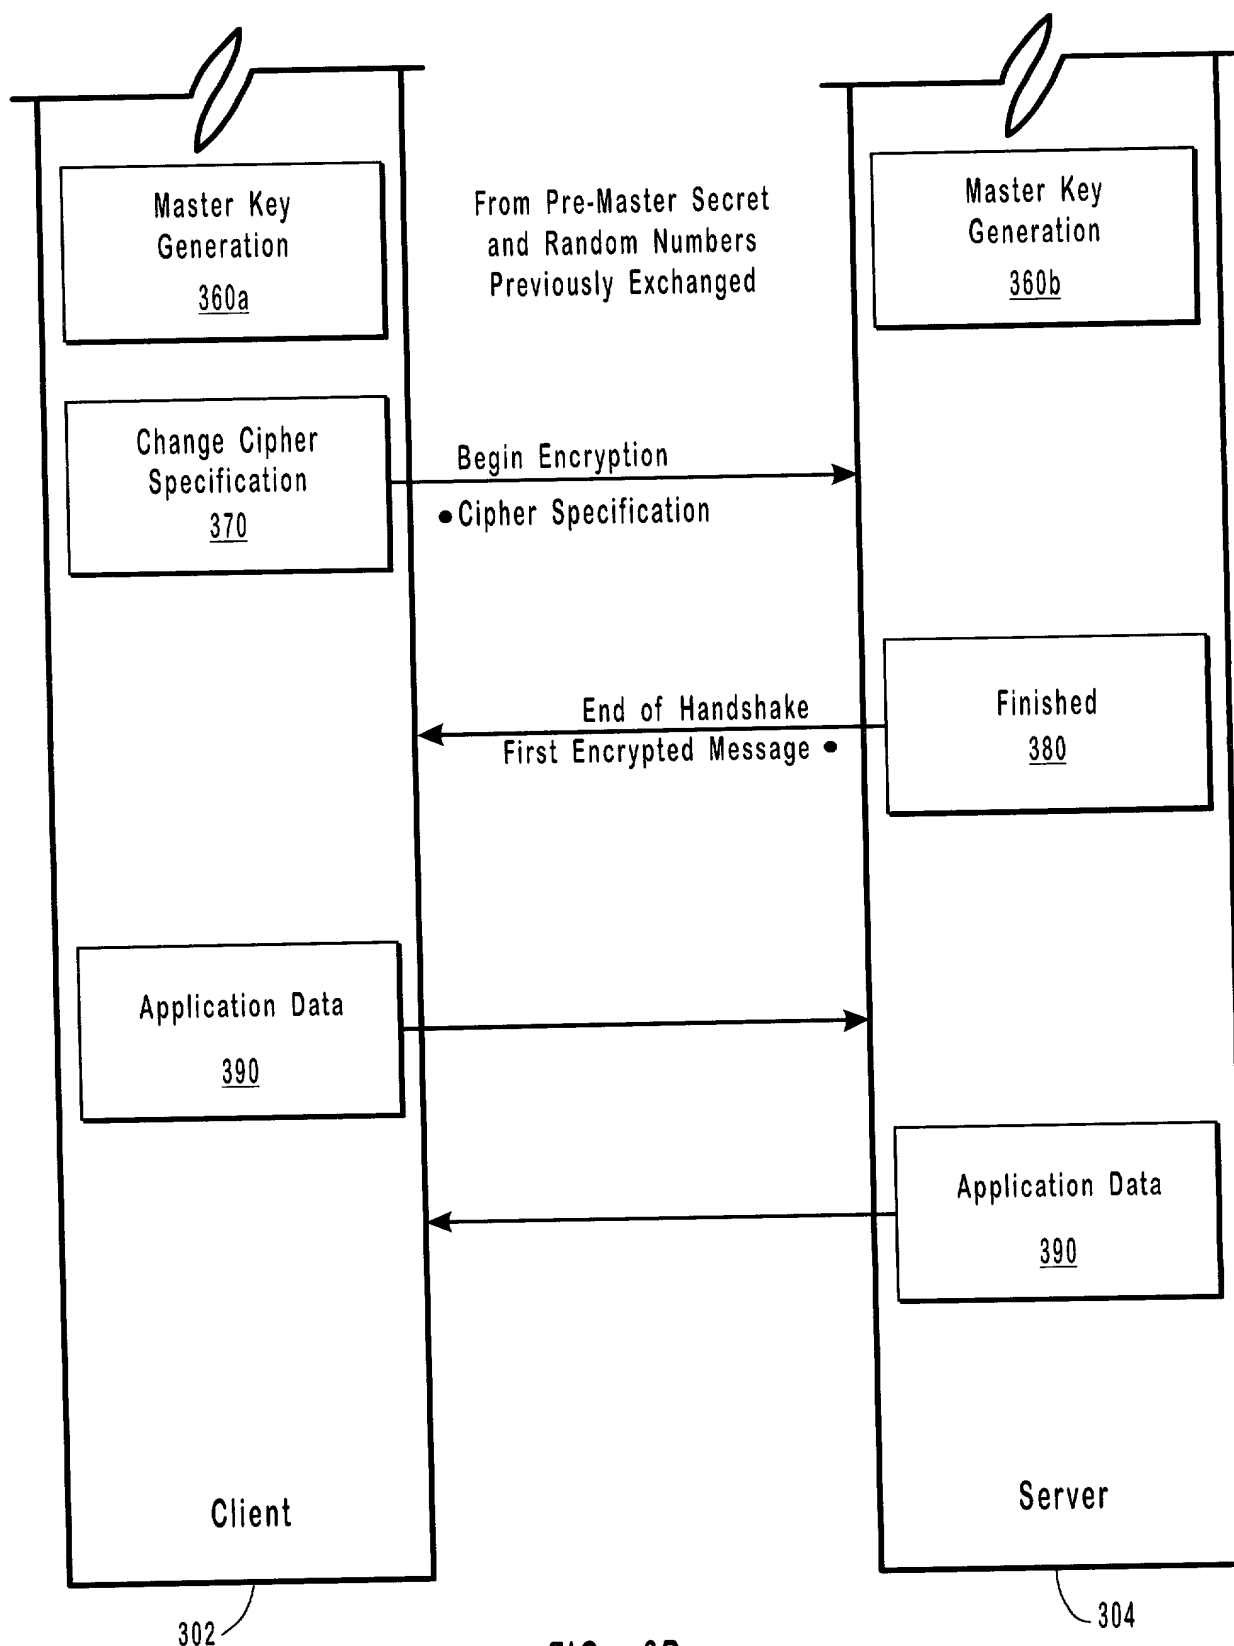 Master Key
Generation
360a
From Pre-Master Secret
and Random Numbers
Previously Exchanged
Master Key
Generation
360b
Change Cipher
Specification
370
Begin Encryption
• Cipher Specification
Finished
380
End of Handshake
First Encrypted Message •
Application Data
390
Application Data
390
Client
Server
302
304